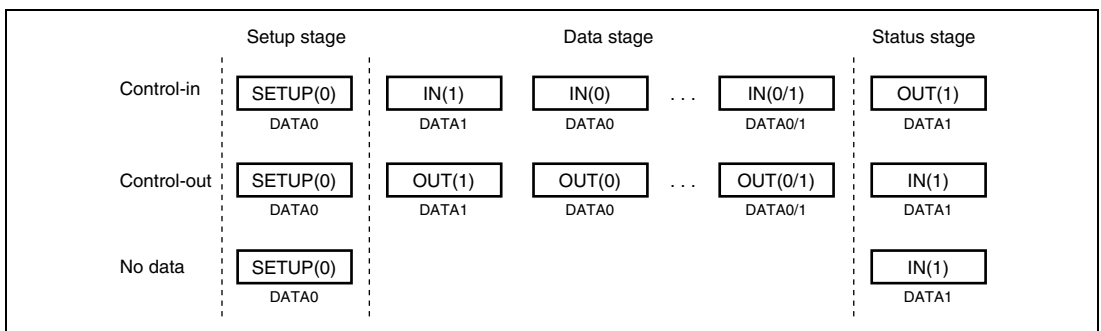 Setup stage Data stage Status stage
Control-in SETUP(0) IN(1) IN(0) . . . IN(0/1) OUT(1)
DATA0 DATA1 DATA0 DATA0/1 DATA1
Control-out SETUP(0) OUT(1) OUT(0) . . . OUT(0/1) IN(1)
DATA0 DATA1 DATA0 DATA0/1 DATA1
No data SETUP(0) IN(1)
DATA0 DATA1